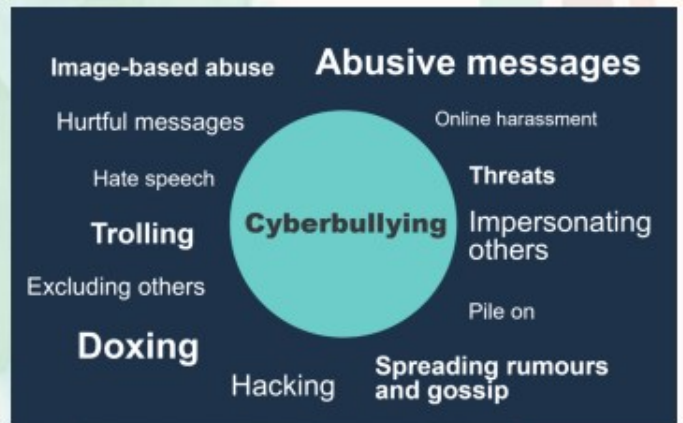 Image-based abuse
Abusive messages
Hurtful messages
Online harassment
Hate speech
Threats
Cyberbullying
Trolling
Impersonating
others
Excluding others
Pile on
Doxing
Hacking
Spreading rumours
and gossip